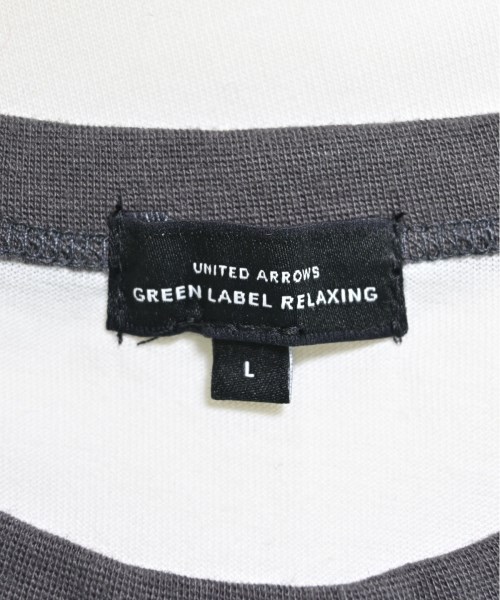 UNITED ARROWS
GREEN LABEL RELAXING
L